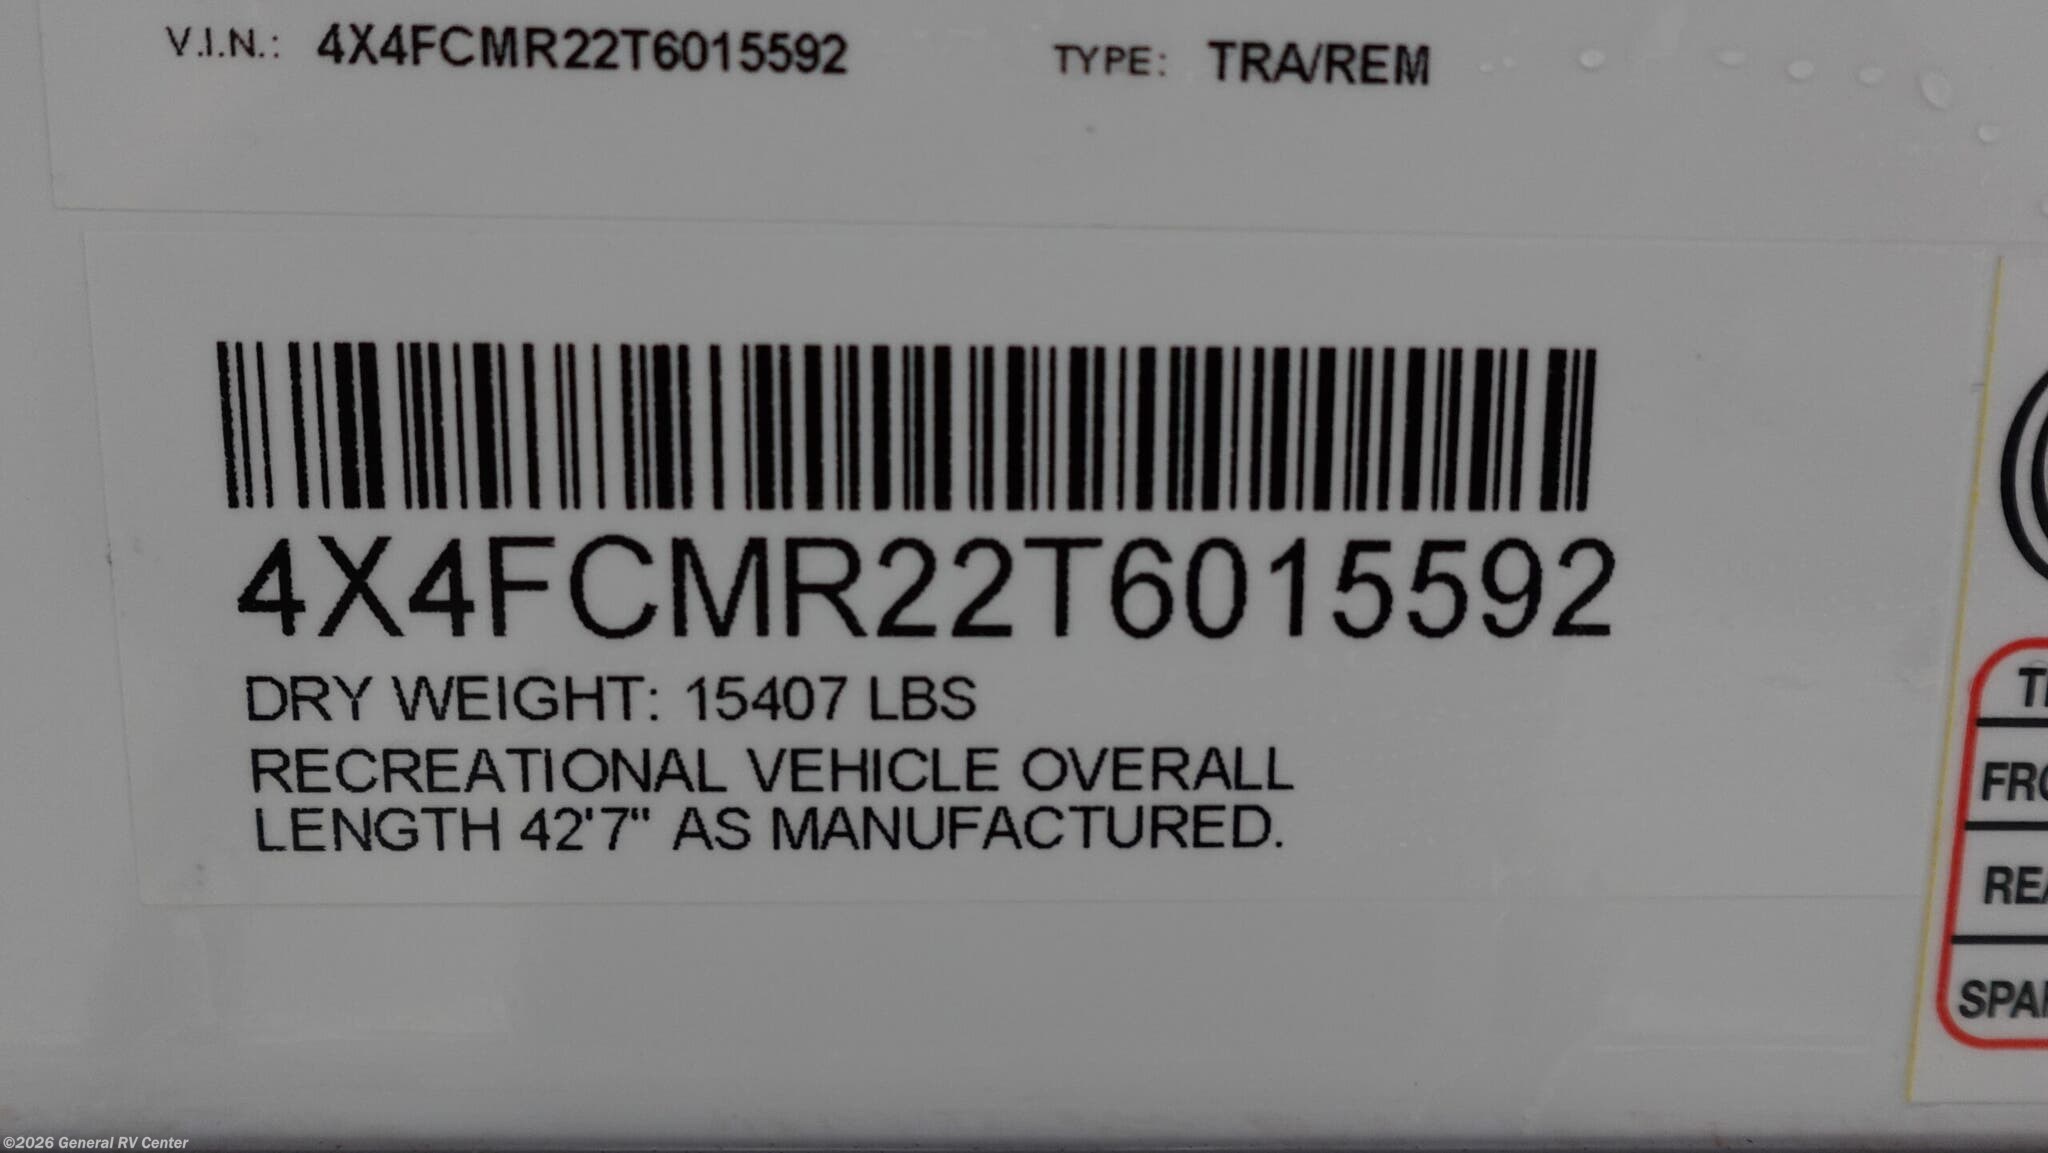 V.I.N.: 4X4FCMR22T6015592 TYPE: TRA/REM
4X4FCMR22T6015592
DRY WEIGHT: 15407 LBS
RECREATIONAL VEHICLE OVERALL
LENGTH 42'7" AS MANUFACTURED.
©2026 General RV Center